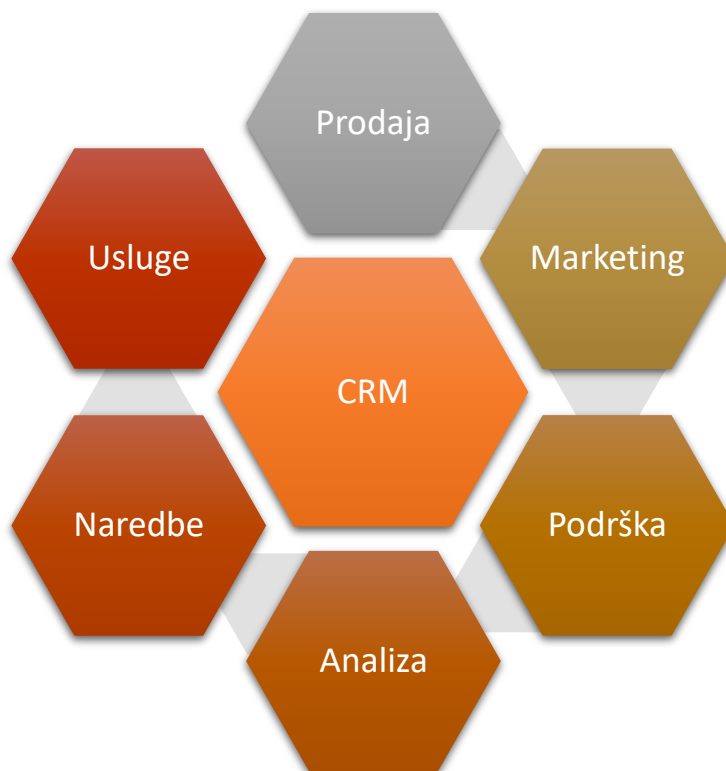 Prodaja
Usluge
Marketing
CRM
Naredbe
Podrška
Analiza